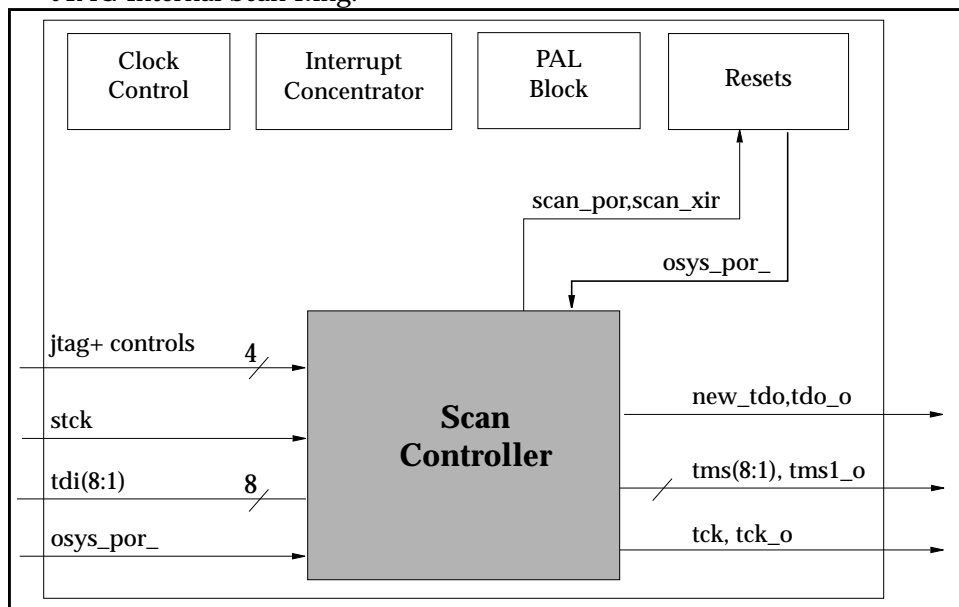 JTAG Internal Scan Ring.
Clock
Control
Interrupt
Concentrator
PAL
Block
Resets
scan_por,scan_xir
osys_por_
jtag+ controls
4
stck
tdi(8:1)
8
osys_por_
Scan
Controller
new_tdo,tdo_o
tms(8:1), tms1_o
tck, tck_o